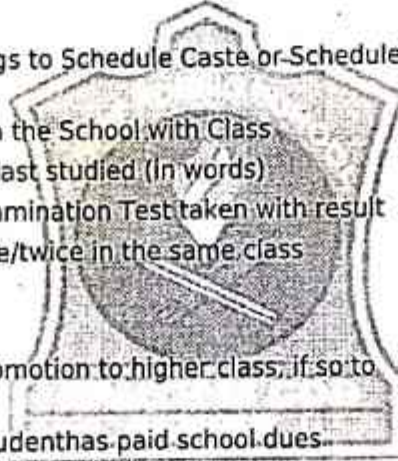 gs to Schedule Caste or Schedule
the School with Class
ast studied (In words)
amination Test taken with result
e/twice in the same class
omotion to higher class, if so to
udenthas paid school dues